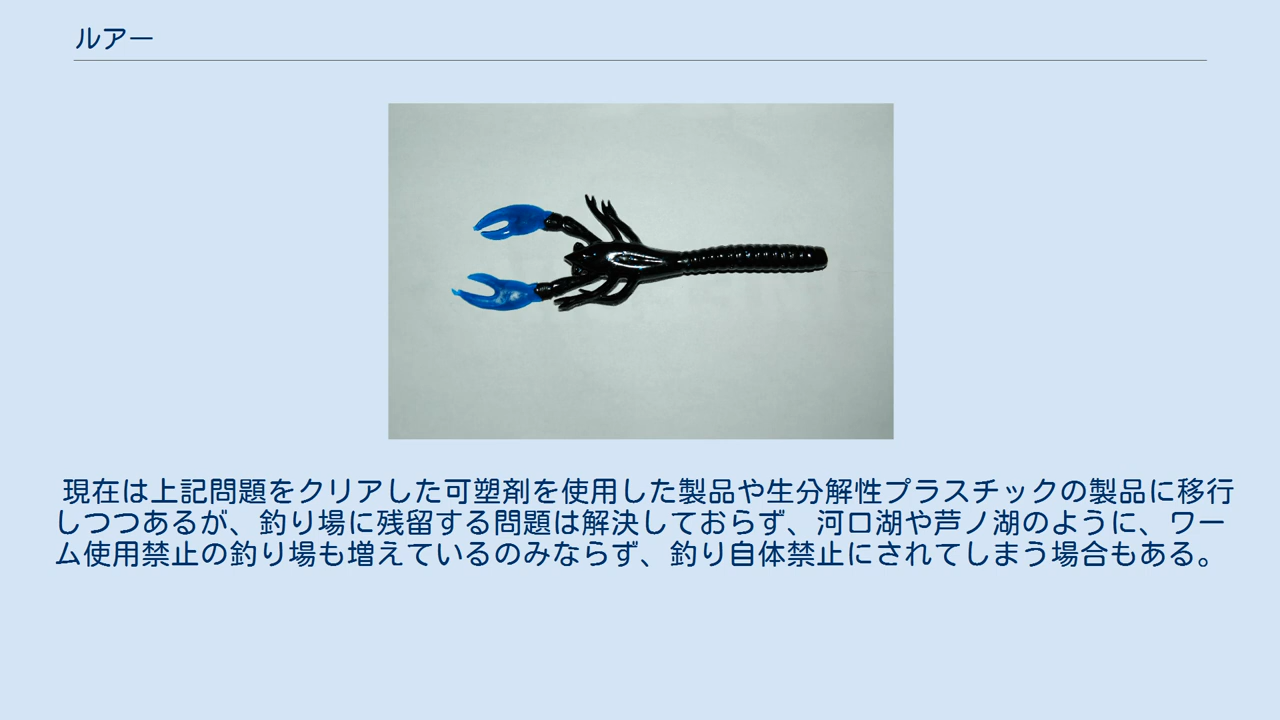 ルアー
現在は上記問題をクリアした可塑剤を使用した製品や生分解性プラスチックの製品に移行
しつつあるが、釣り場に残留する問題は解決しておらず、河口湖や芦ノ湖のように、ワー
ム使用禁止の釣り場も増えているのみならず、釣り自体禁止にされてしまう場合もある。